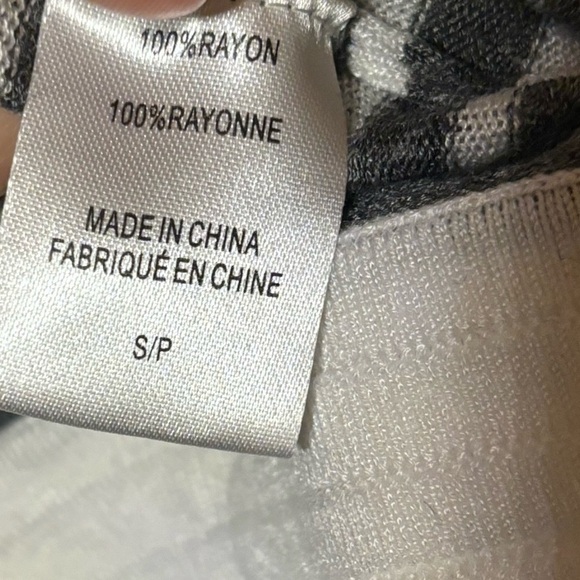 100%RAYON
100%RAYONNE
MADE IN CHINA
FABRIQUÉ EN CHINE
S/P